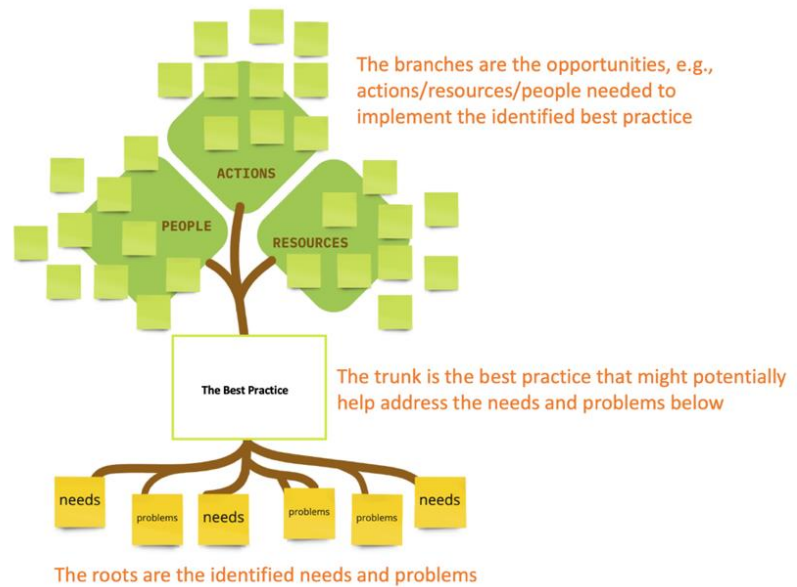 The branches are the opportunities, e.g.,
actions/resources/people needed to
implement the identified best practice
ACTIONS
PEOPLE
RESOURCES
The Best Practice
The trunk is the best practice that might potentially
help address the needs and problems below
needs
problems
needs
problems
problems
needs
The roots are the identified needs and problems